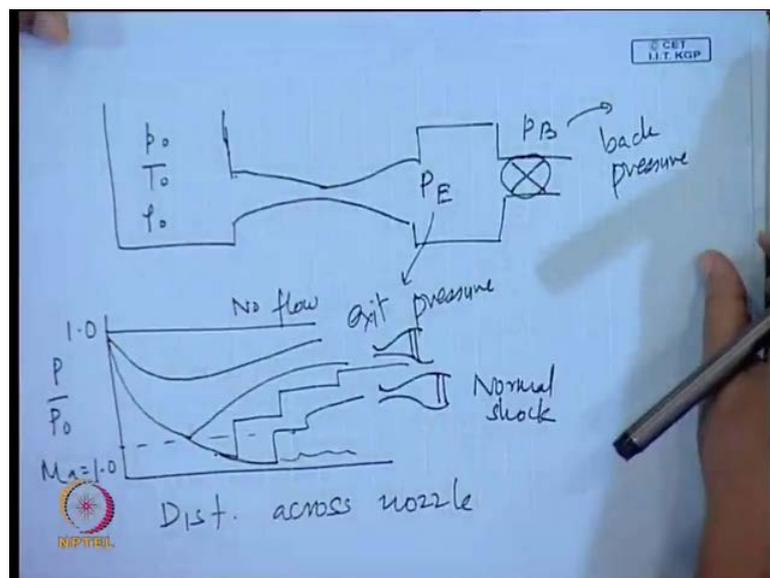 © CET
I.I.T. KGP
P0
T0
ρ0
PE
PB
back
pressure
exit pressure
1.0
No flow
P
P0
Normal
shock
Ma=1.0
Dist. across nozzle
NPTEL